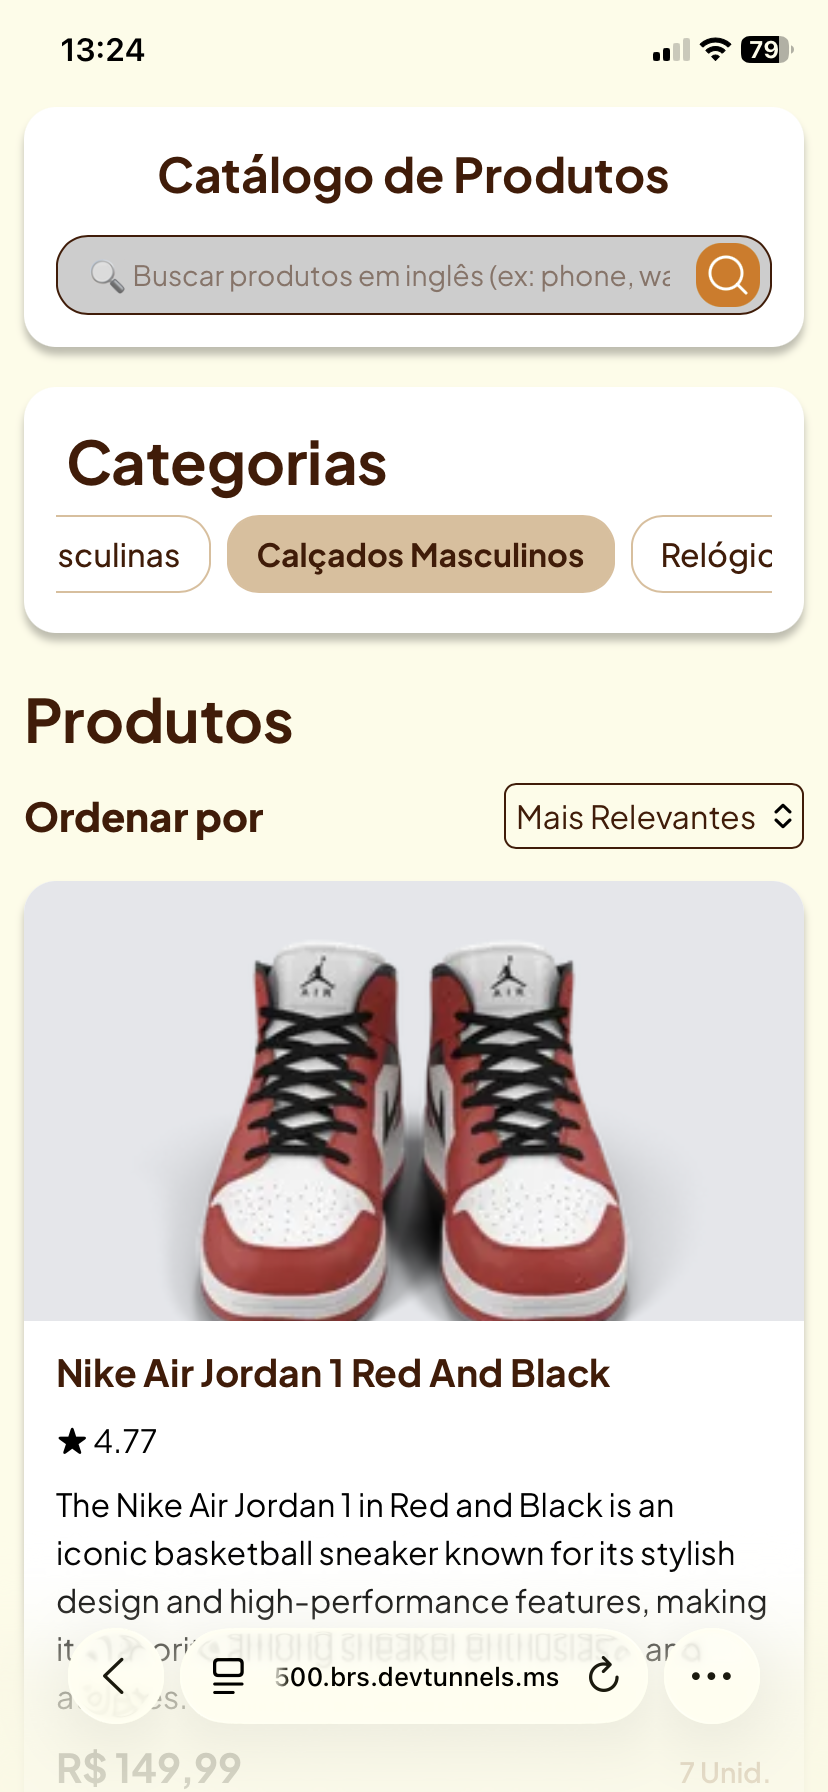 13:24
79
Catálogo de Produtos
Buscar produtos em inglês (ex: phone, wa
Categorias
sculinas
Calçados Masculinos
Relógic
Produtos
Ordenar por
Mais Relevantes
AIR
AIR
Nike Air Jordan 1 Red And Black
★ 4.77
The Nike Air Jordan 1 in Red and Black is an
iconic basketball sneaker known for its stylish
design and high-performance features, making
among sneaker enthusiasts
500.brs.devtunnels.ms
R$ 149,99
7 Unid.